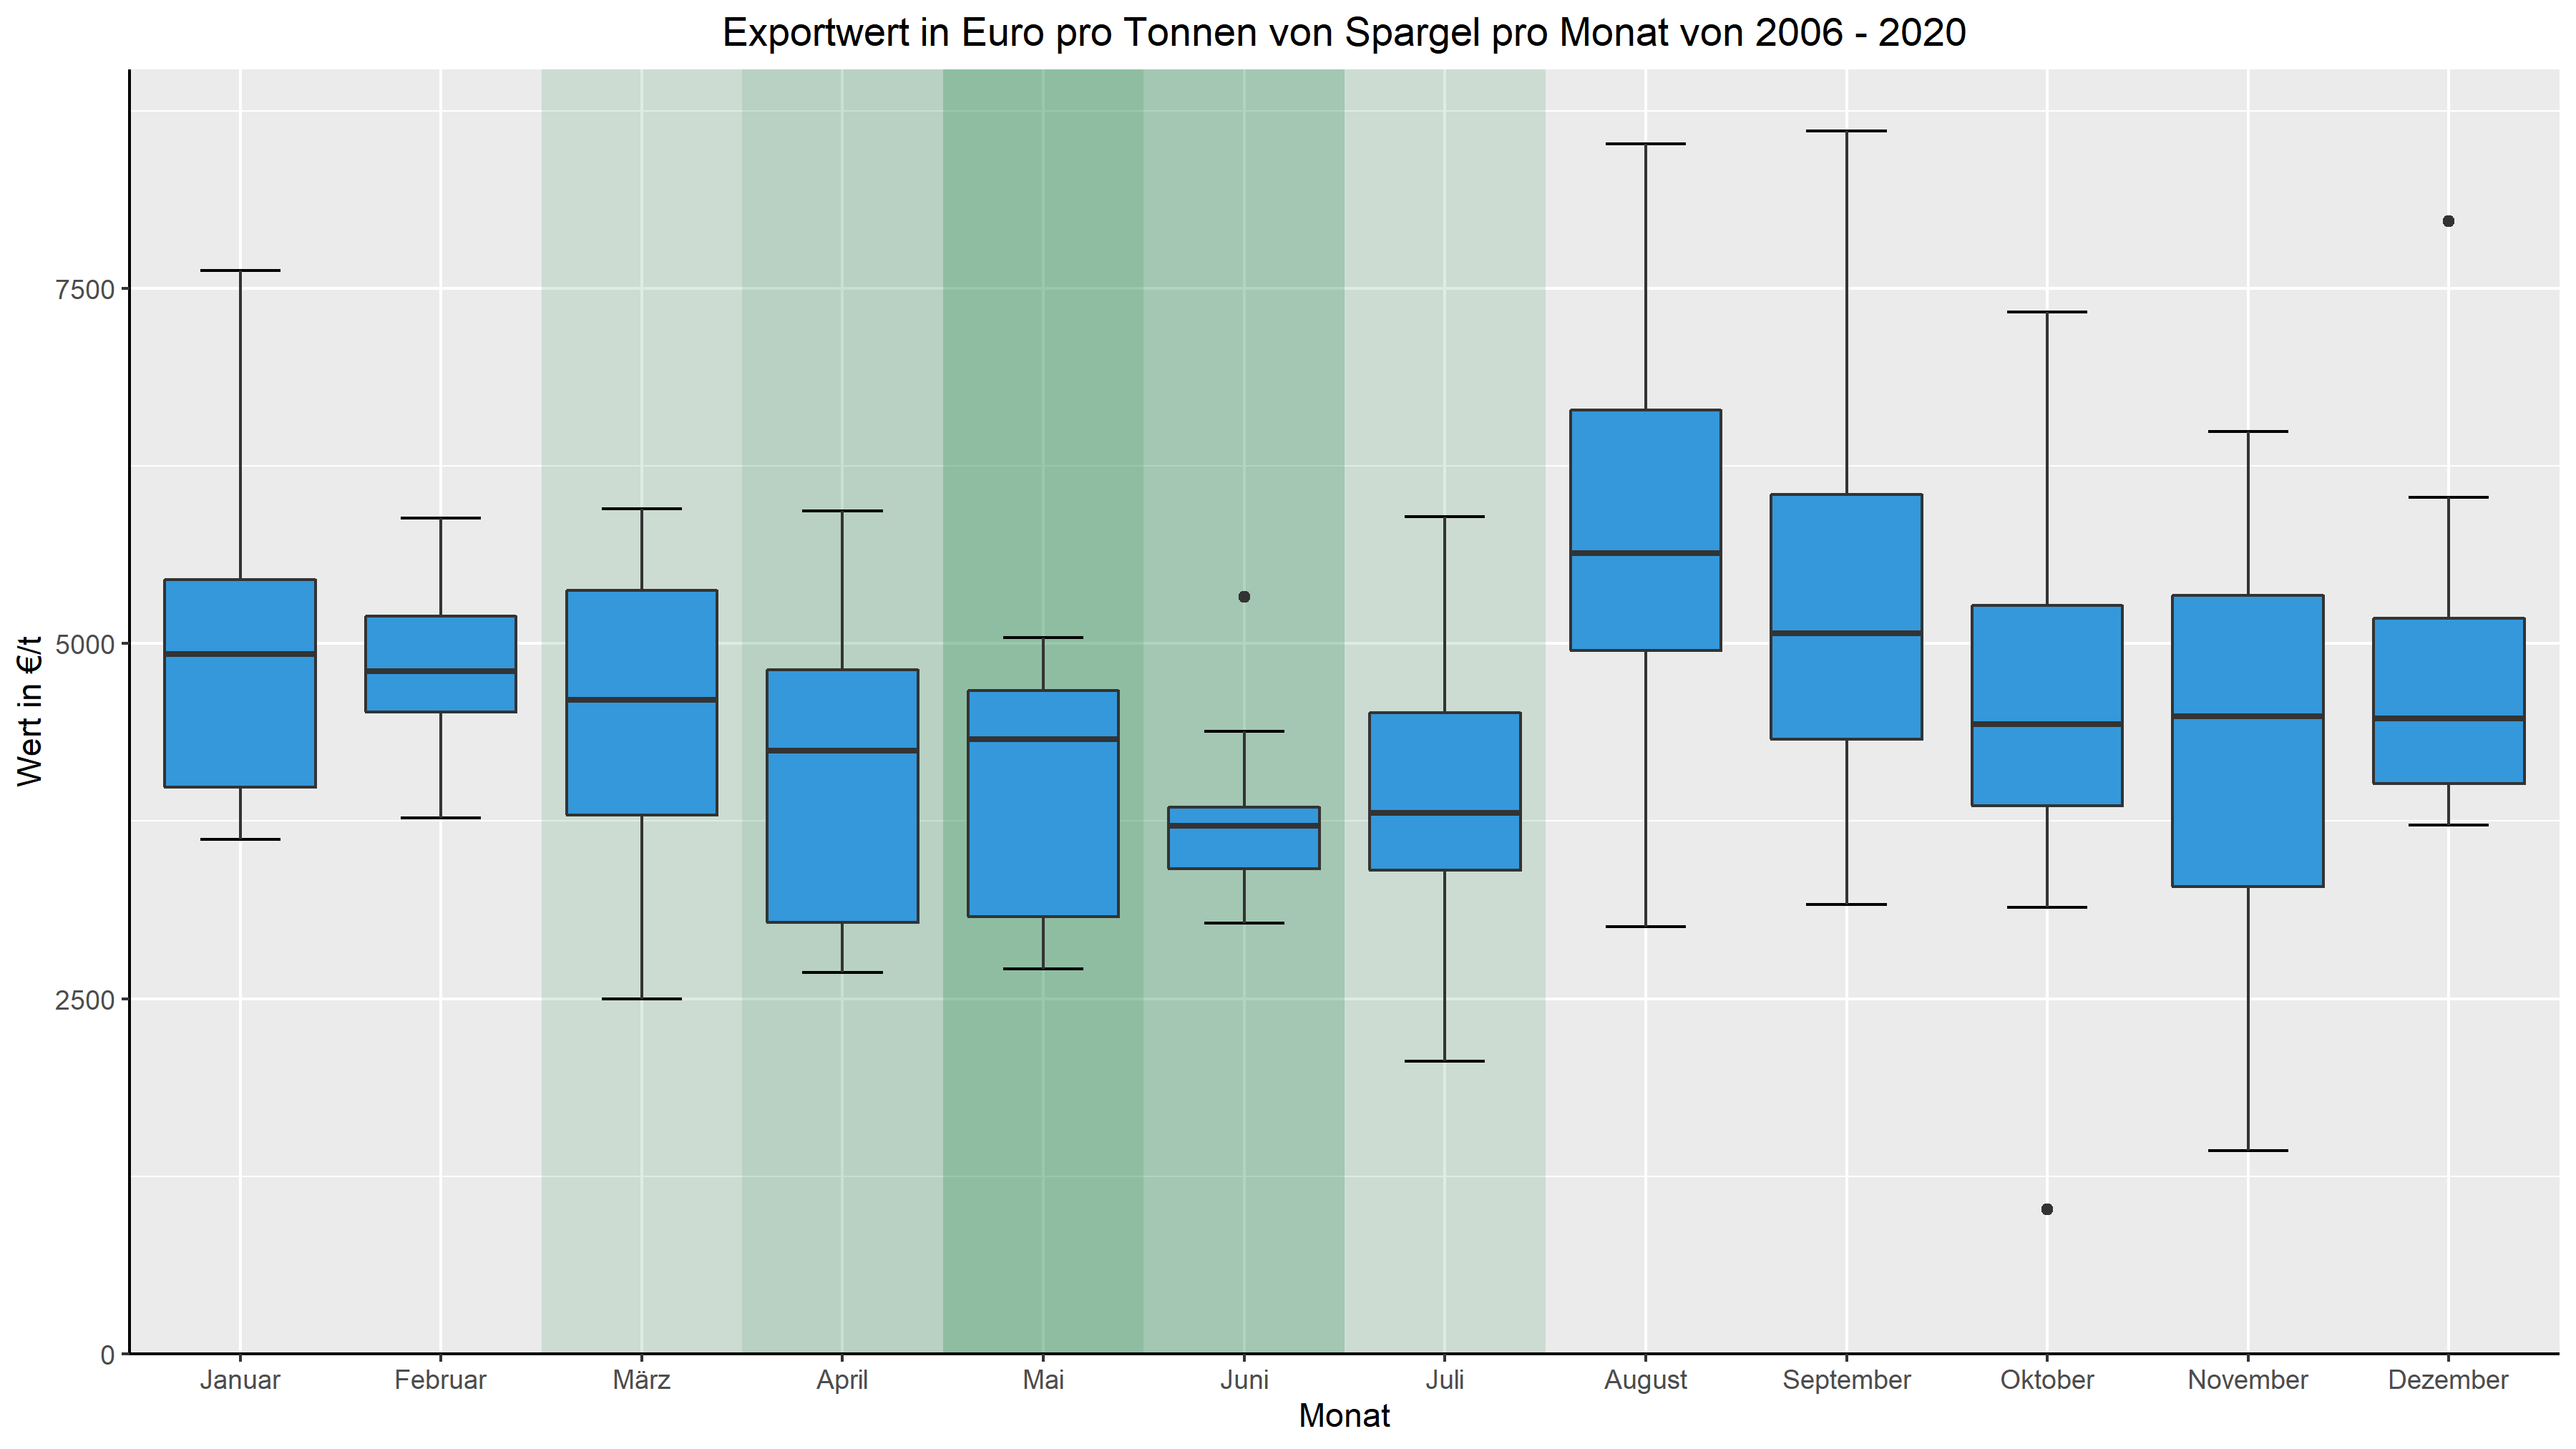 Exportwert in Euro pro Tonnen von Spargel pro Monat von 2006 - 2020
Wert in €/t
7500
5000
2500
0
Januar Februar März April Mai Juni Juli August September Oktober November Dezember
Monat